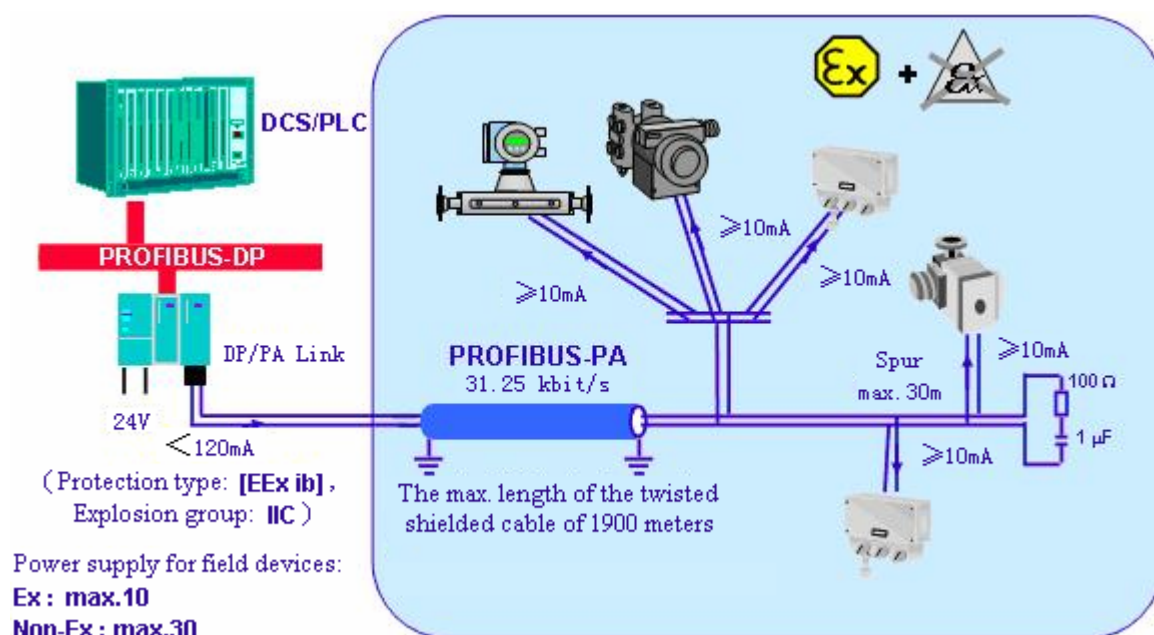 DCS/PLC
PROFIBUS-DP
DP/PA Link
24V
<120mA
(Protection type: [EEx ib],
Explosion group: IIC)
Power supply for field devices:
Ex : max.10
Non-Ex : max.30
Ex
+
Ex
≥10mA
≥10mA
≥10mA
PROFIBUS-PA
31.25 kbit/s
Spur
max.30m
≥10mA
100 Ω
1 µF
≥10mA
The max. length of the twisted
shielded cable of 1900 meters